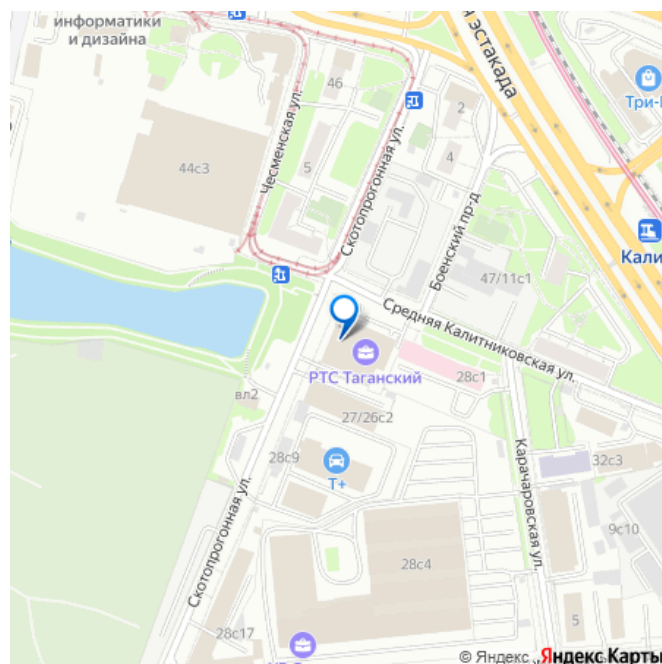 информатики
и дизайна
эстакада
46
2
Три-
Чесменская ул.
44с3
5
Скотопрогонная ул.
4
Боенский пр-д
Кали
47/11с1
Средняя Калитниковская ул.
РТС Таганский
28с1
вл2
27/26с2
28с9
Т+
Карачаровская ул.
32с3
Скотопрогонная ул.
9с10
28с4
5
28с17
© Яндекс
Яндекс Карты